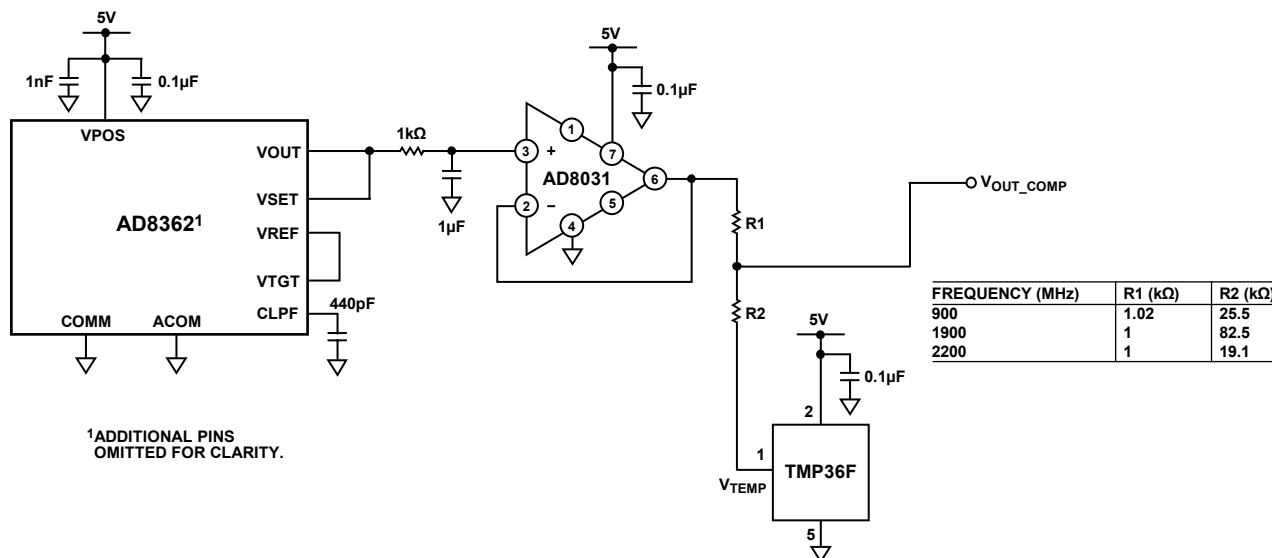 5V
1nF
0.1µF
VPOS
VOUT
VSET
VREF
VTGT
CLPF
AD8362¹
COMM
ACOM
440pF
1kΩ
1µF
5V
0.1µF
1
7
3
+
AD8031
6
2
–
5
4
R1
R2
VOUT_COMP
FREQUENCY (MHz) R1 (kΩ) R2 (kΩ)
900 1.02 25.5
1900 1 82.5
2200 1 19.1
5V
0.1µF
2
1
VTEMP
TMP36F
5
¹ADDITIONAL PINS
OMITTED FOR CLARITY.